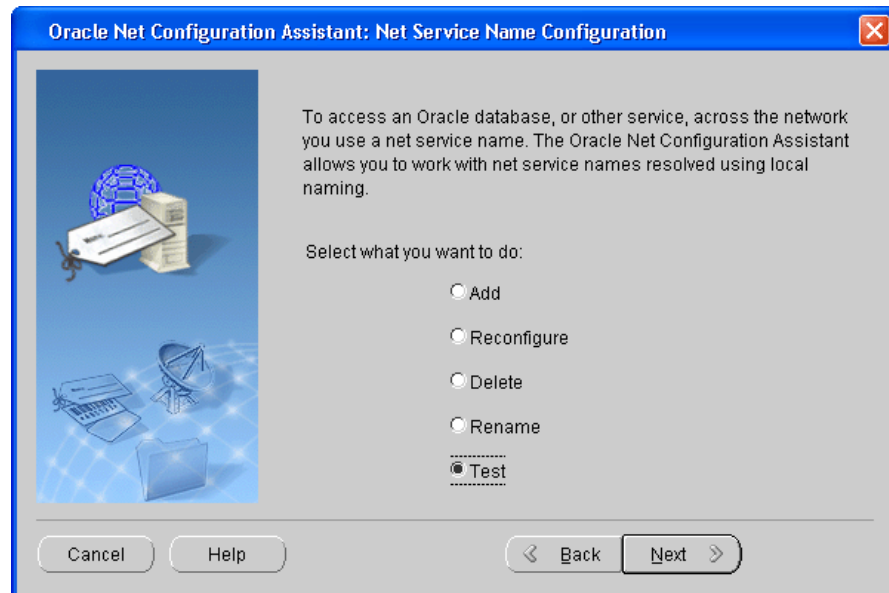 Oracle Net Configuration Assistant: Net Service Name Configuration
To access an Oracle database, or other service, across the network
you use a net service name. The Oracle Net Configuration Assistant
allows you to work with net service names resolved using local
naming.
Select what you want to do:
Add
Reconfigure
Delete
Rename
Test
Cancel
Help
Back
Next